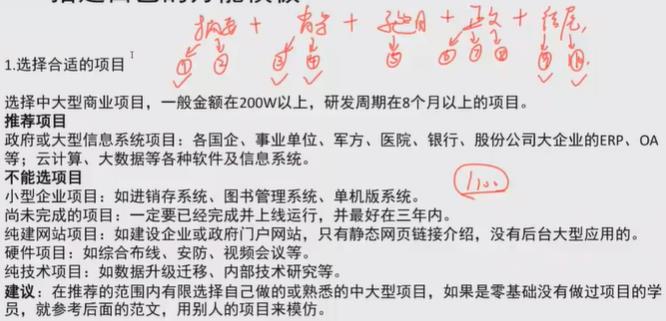 摘要 + 背景 + 过渡 + 正文 + 结尾
① ② ③ ④ ⑤ ⑥ ⑦ ⑧ ⑨ ⑩
1.选择合适的项目
选择中大型商业项目，一般金额在200W以上，研发周期在8个月以上的项目。
推荐项目
政府或大型信息系统项目：各国企、事业单位、军方、医院、银行、股份公司大企业的ERP、OA
等；云计算、大数据等各种软件及信息系统。
不能选项目
1100
小型企业项目：如进销存系统、图书管理系统、单机版系统。
尚未完成的项目：一定要已经完成并上线运行，并最好在三年内。
纯建网站项目：如建设企业或政府门户网站，只有静态网页链接介绍，没有后台大型应用的。
硬件项目：如综合布线、安防、视频会议等。
纯技术项目：如数据升级迁移、内部技术研究等。
建议：在推荐的范围内有限选择自己做的或熟悉的中大型项目，如果是零基础没有做过项目的学
员，就参考后面的范文，用别人的项目来模仿。